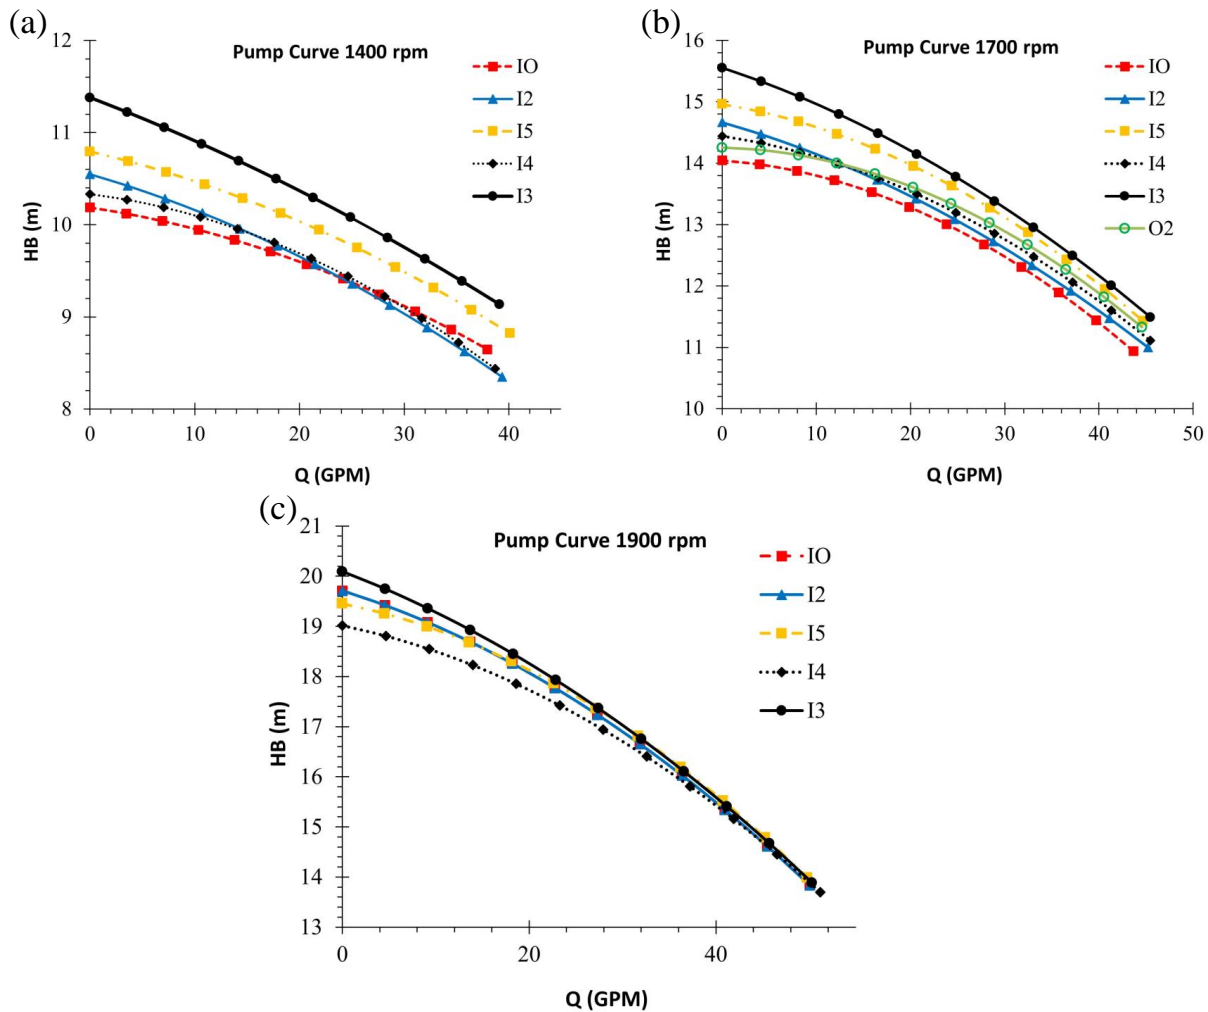 (a)
Pump Curve 1400 rpm
12
11
10
9
8
HB (m)
0 10 20 30 40
Q (GPM)
IO
I2
I5
I4
I3
(b)
Pump Curve 1700 rpm
16
15
14
13
12
11
10
HB (m)
0 10 20 30 40 50
Q (GPM)
IO
I2
I5
I4
I3
O2
(c)
Pump Curve 1900 rpm
21
20
19
18
17
16
15
14
13
HB (m)
0 20 40
Q (GPM)
IO
I2
I5
I4
I3